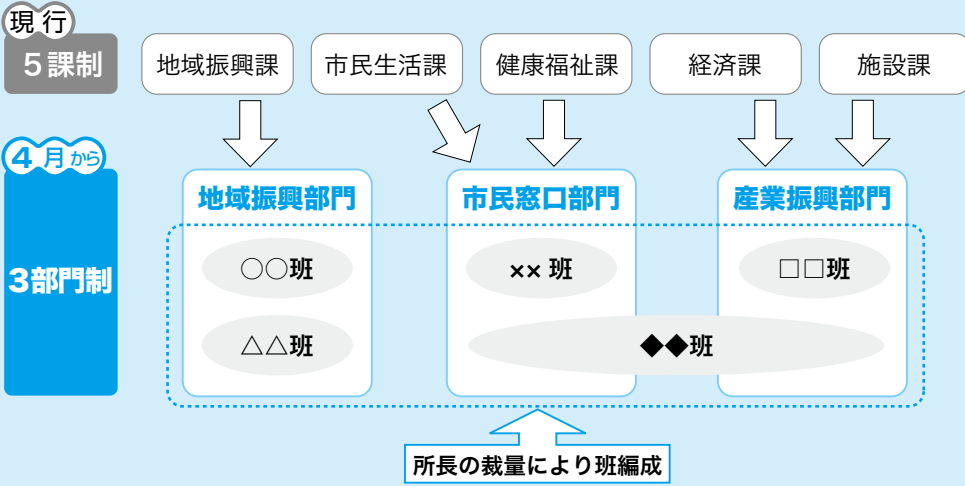 現行
5課制
地域振興課
市民生活課
健康福祉課
経済課
施設課
4月から
3部門制
地域振興部門
市民窓口部門
産業振興部門
○○班
××班
□□班
△△班
◆◆班
所長の裁量により班編成